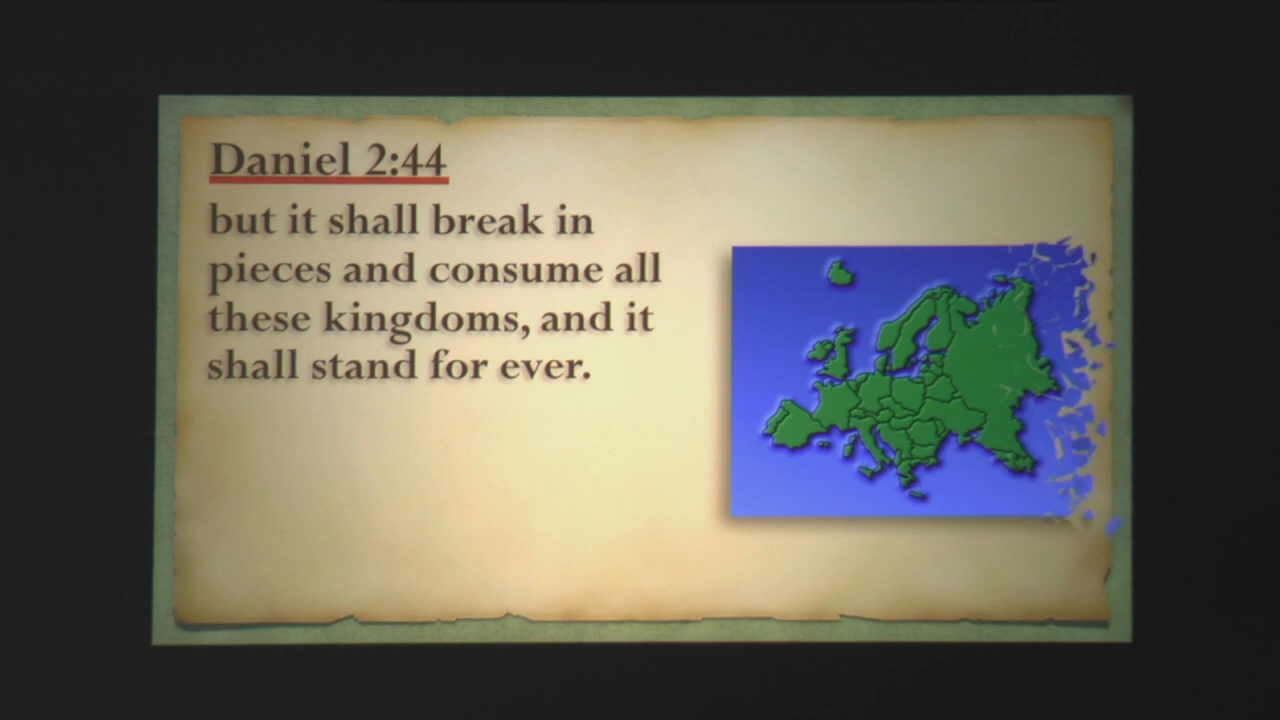 Daniel 2:44
but it shall break in
pieces and consume all
these kingdoms, and it
shall stand for ever.